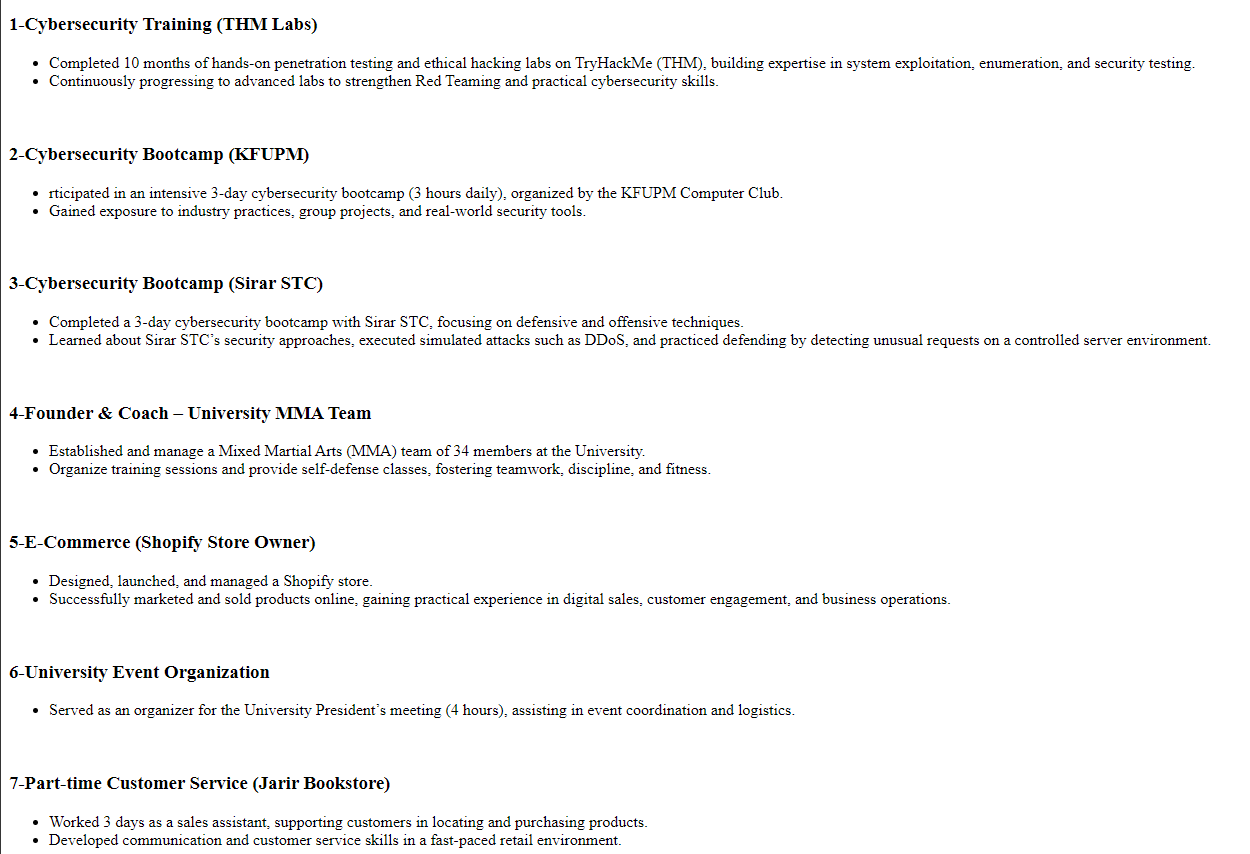 1-Cybersecurity Training (THM Labs)
• Completed 10 months of hands-on penetration testing and ethical hacking labs on TryHackMe (THM), building expertise in system exploitation, enumeration, and security testing.
• Continuously progressing to advanced labs to strengthen Red Teaming and practical cybersecurity skills.
2-Cybersecurity Bootcamp (KFUPM)
• rticipated in an intensive 3-day cybersecurity bootcamp (3 hours daily), organized by the KFUPM Computer Club.
• Gained exposure to industry practices, group projects, and real-world security tools.
3-Cybersecurity Bootcamp (Sirar STC)
• Completed a 3-day cybersecurity bootcamp with Sirar STC, focusing on defensive and offensive techniques.
• Learned about Sirar STC’s security approaches, executed simulated attacks such as DDoS, and practiced defending by detecting unusual requests on a controlled server environment.
4-Founder & Coach – University MMA Team
• Established and manage a Mixed Martial Arts (MMA) team of 34 members at the University.
• Organize training sessions and provide self-defense classes, fostering teamwork, discipline, and fitness.
5-E-Commerce (Shopify Store Owner)
• Designed, launched, and managed a Shopify store.
• Successfully marketed and sold products online, gaining practical experience in digital sales, customer engagement, and business operations.
6-University Event Organization
• Served as an organizer for the University President’s meeting (4 hours), assisting in event coordination and logistics.
7-Part-time Customer Service (Jarir Bookstore)
• Worked 3 days as a sales assistant, supporting customers in locating and purchasing products.
• Developed communication and customer service skills in a fast-paced retail environment.